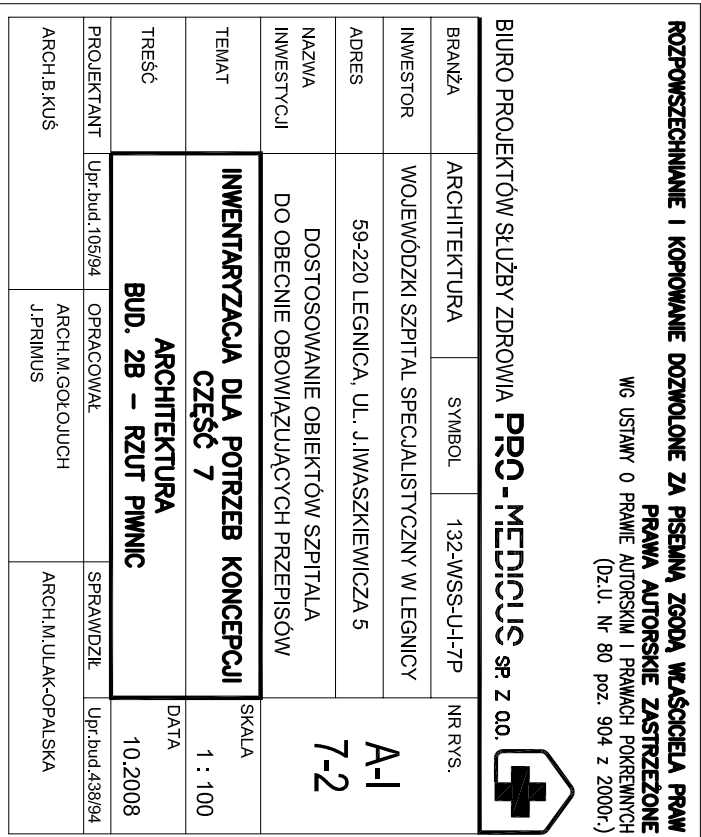 ROZPOWSZECHNIANIE I KOPIOWANIE DOZWOLONE ZA PISEMNĄ ZGODĄ WŁAŚCICIELA PRAW
PRAWA AUTORSKIE ZASTRZEŻONE
WG USTAWY O PRAWIE AUTORSKIM I PRAWACH POKREWNYCH
(Dz.U. Nr 80 poz. 904 z 2000r.)
BIURO PROJEKTÓW SŁUŻBY ZDROWIA PRO-MEDICUS SP. Z O.O.
BRANŻA ARCHITEKTURA SYMBOL 132-WSS-U-I-7P NR RYS.
INWESTOR WOJEWÓDZKI SZPITAL SPECJALISTYCZNY W LEGNICY
ADRES 59-220 LEGNICA, UL. J.IWASZKIEWICZA 5
A-I
7-2
NAZWA INWESTYCJI
DOSTOSOWANIE OBIEKTÓW SZPITALA
DO OBECNIE OBOWIĄZUJĄCYCH PRZEPISÓW
TEMAT
INWENTARYZACJA DLA POTRZEB KONCEPCJI
CZĘŚĆ 7
SKALA
1 : 100
TREŚĆ
ARCHITEKTURA
BUD. 2B – RZUT PIWNIC
DATA
10.2008
PROJEKTANT Upr.bud.105/94 OPRACOWAŁ SPRAWDZIŁ Upr.bud.438/94
ARCH.B.KUŚ
ARCH.M.GOŁOJUCH
J.PRIMUS
ARCH.M.ULAK-OPALSKA